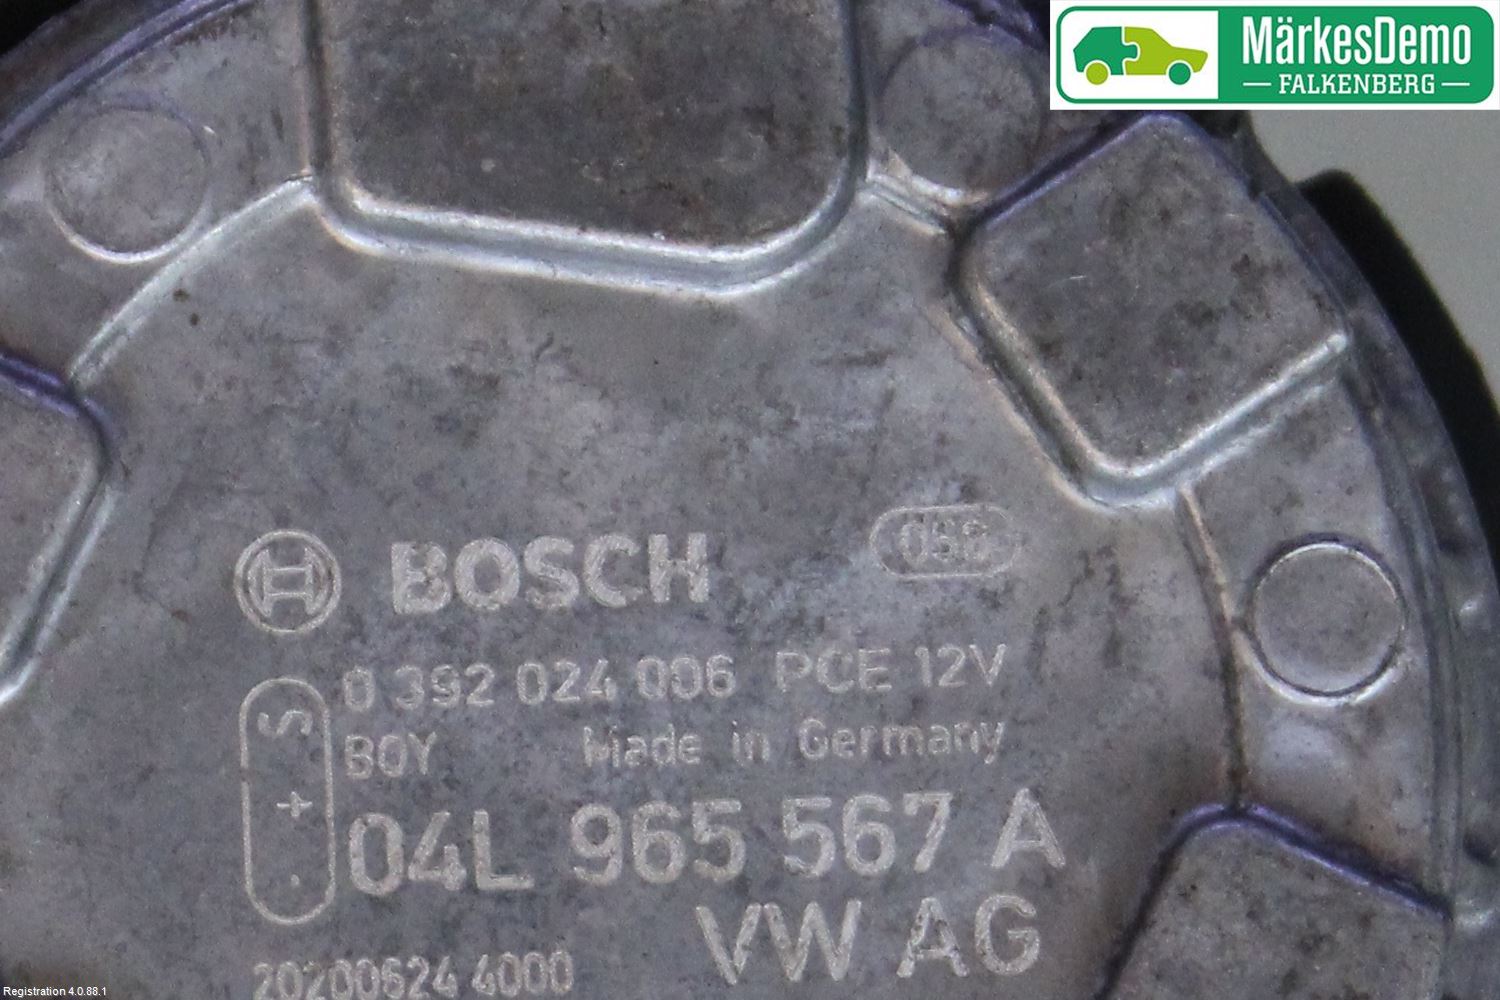 MärkesDemo
FALKENBERG
BOSCH
0 392 024 006 PCE 12V
S
BOY
Made in Germany
+
04L 965 567 A
-
VW AG
20200624 4000
Registration 4.0.88.1